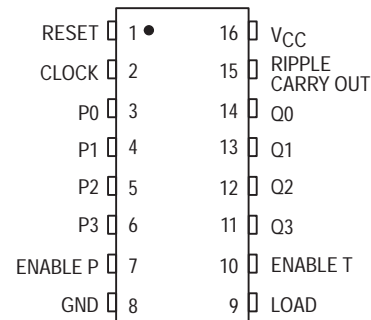 RESET 1 16 VCC
CLOCK 2 15 RIPPLE
CARRY OUT
P0 3 14 Q0
P1 4 13 Q1
P2 5 12 Q2
P3 6 11 Q3
ENABLE P 7 10 ENABLE T
GND 8 9 LOAD